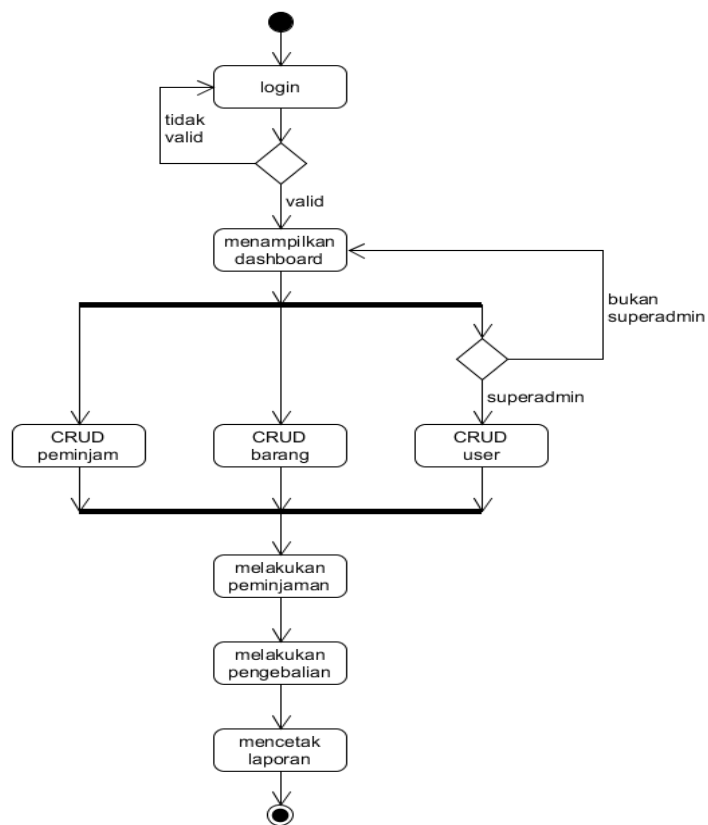 login
tidak
valid
valid
menampilkan
dashboard
bukan
superadmin
superadmin
CRUD
peminjam
CRUD
barang
CRUD
user
melakukan
peminjaman
melakukan
pengebalian
mencetak
laporan